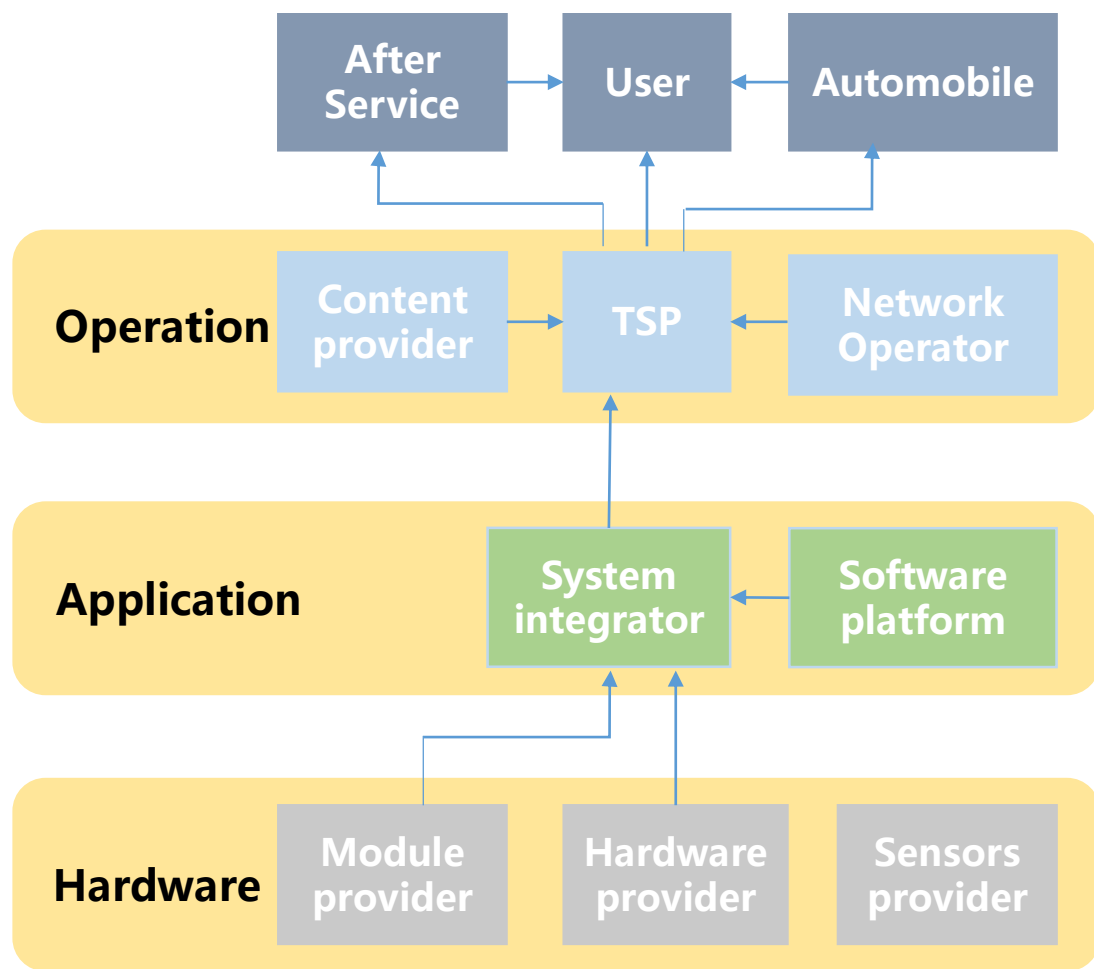 After
Service
User
Automobile
Operation
Content
provider
TSP
Network
Operator
Application
System
integrator
Software
platform
Hardware
Module
provider
Hardware
provider
Sensors
provider